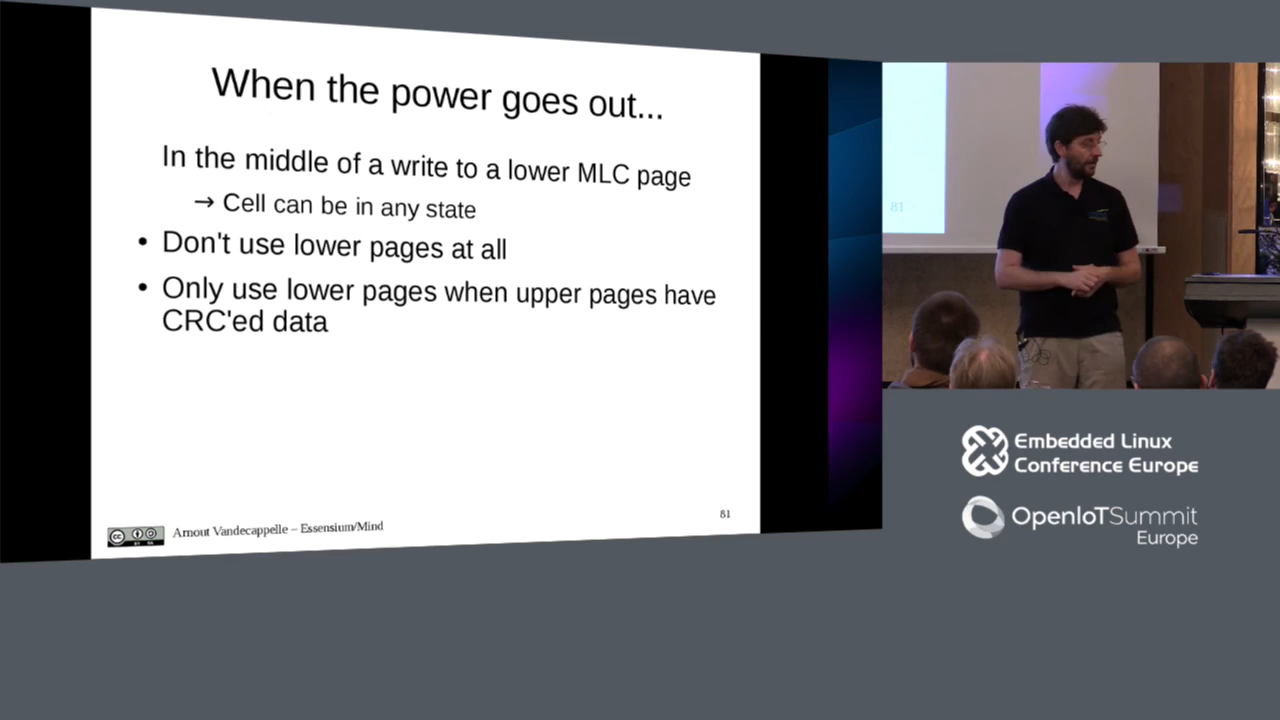 When the power goes out...
In the middle of a write to a lower MLC page
→ Cell can be in any state
• Don't use lower pages at all
• Only use lower pages when upper pages have
CRC'ed data
Arnout Vandecappelle – Essensium/Mind
81
81
Embedded Linux
Conference Europe
OpenIoTSummit
Europe